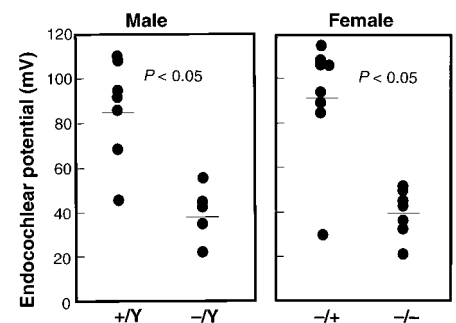 Male
Female
Endocochlear potential (mV)
120
100
80
60
40
20
0
P < 0.05
P < 0.05
+/Y
−/Y
−/+
−/−